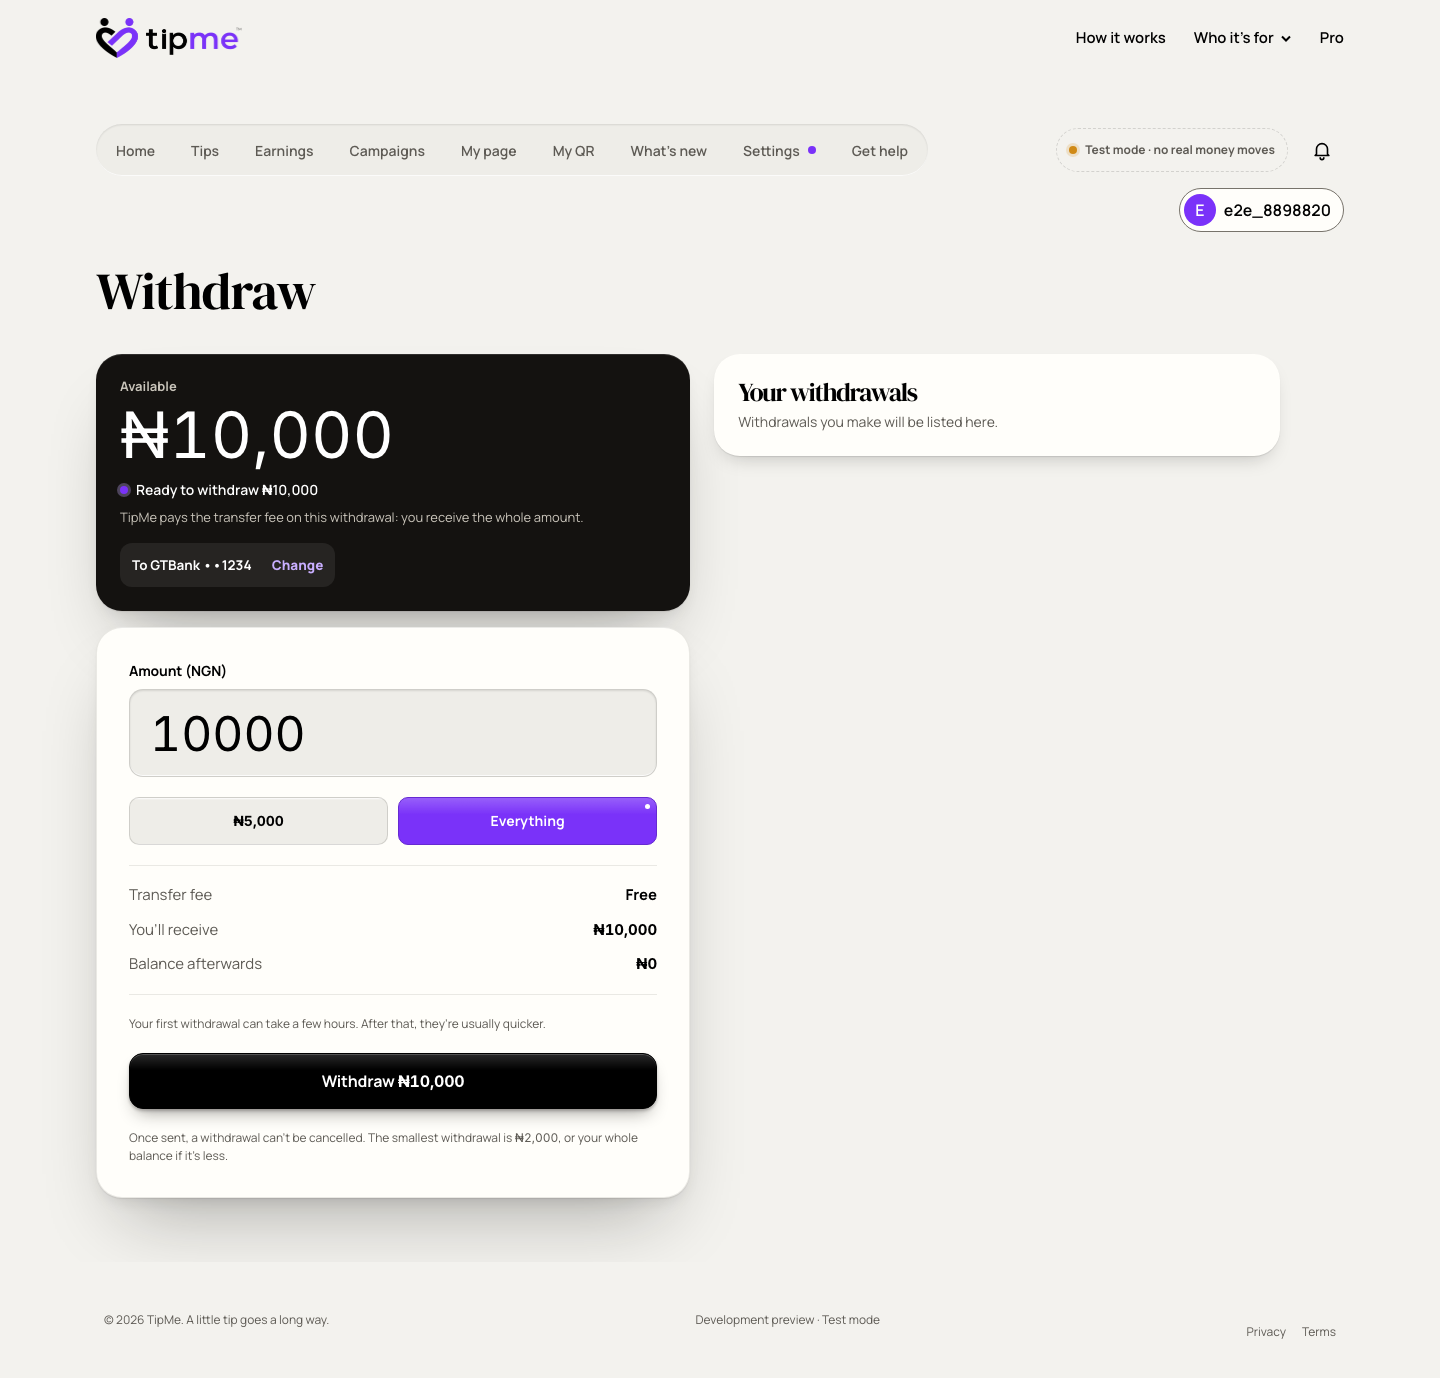 tipme™
How it works
Who it's for
Pro
Home
Tips
Earnings
Campaigns
My page
My QR
What's new
Settings
Get help
Test mode · no real money moves
E
e2e_8898820
Withdraw
Available
₦10,000
Ready to withdraw ₦10,000
TipMe pays the transfer fee on this withdrawal: you receive the whole amount.
To GTBank ••1234
Change
Your withdrawals
Withdrawals you make will be listed here.
Amount (NGN)
10000
₦5,000
Everything
Transfer fee
Free
You'll receive
₦10,000
Balance afterwards
₦0
Your first withdrawal can take a few hours. After that, they're usually quicker.
Withdraw ₦10,000
Once sent, a withdrawal can't be cancelled. The smallest withdrawal is ₦2,000, or your whole
balance if it's less.
© 2026 TipMe. A little tip goes a long way.
Development preview · Test mode
Privacy
Terms